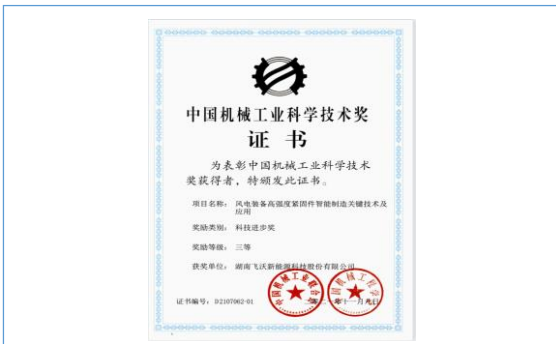 中国机械工业科学技术奖
证 书
为表彰中国机械工业科学技术
奖获得者，特颁发此证书。
项目名称： 风电装备高强度紧固件智能制造关键技术及
应用
奖励类别： 科技进步奖
奖励等级： 三等
获奖单位： 湖南飞沃新能源科技股份有限公司
证书编号： D2107062-01